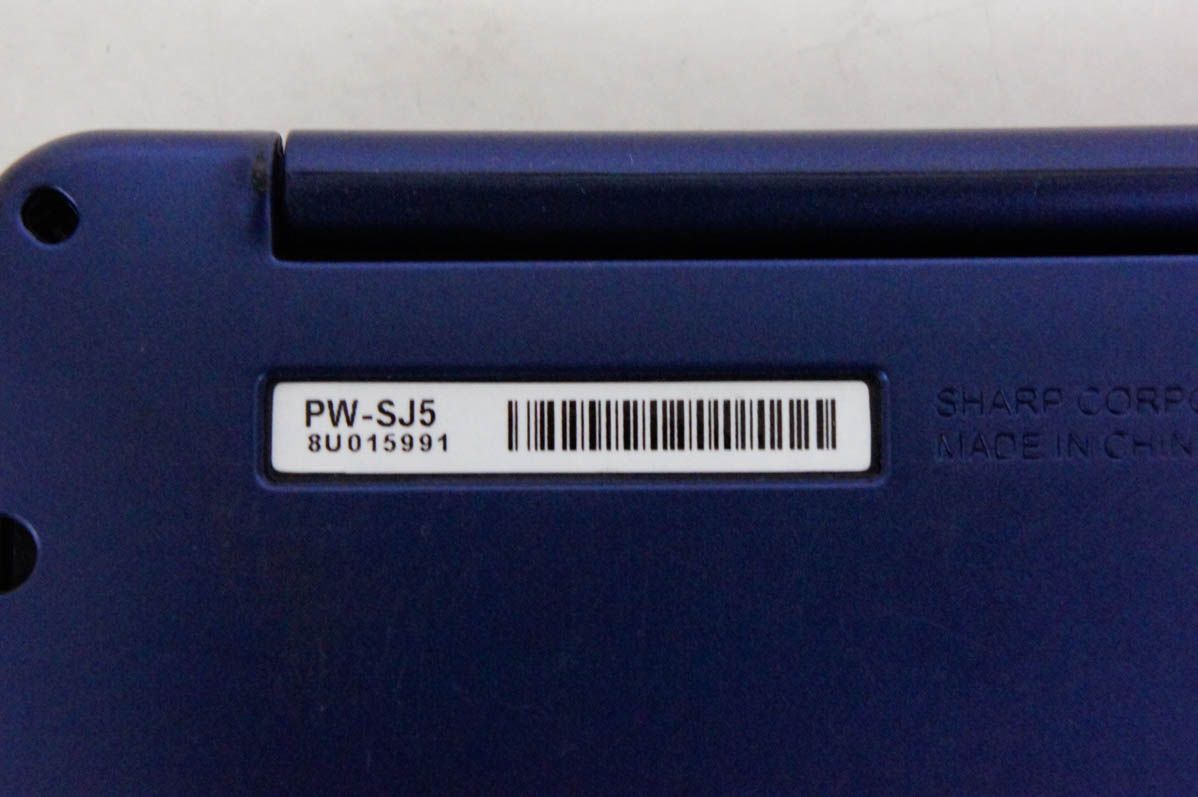 PW-SJ5
8U015991
SHARP CORPO
MADE IN CHIN